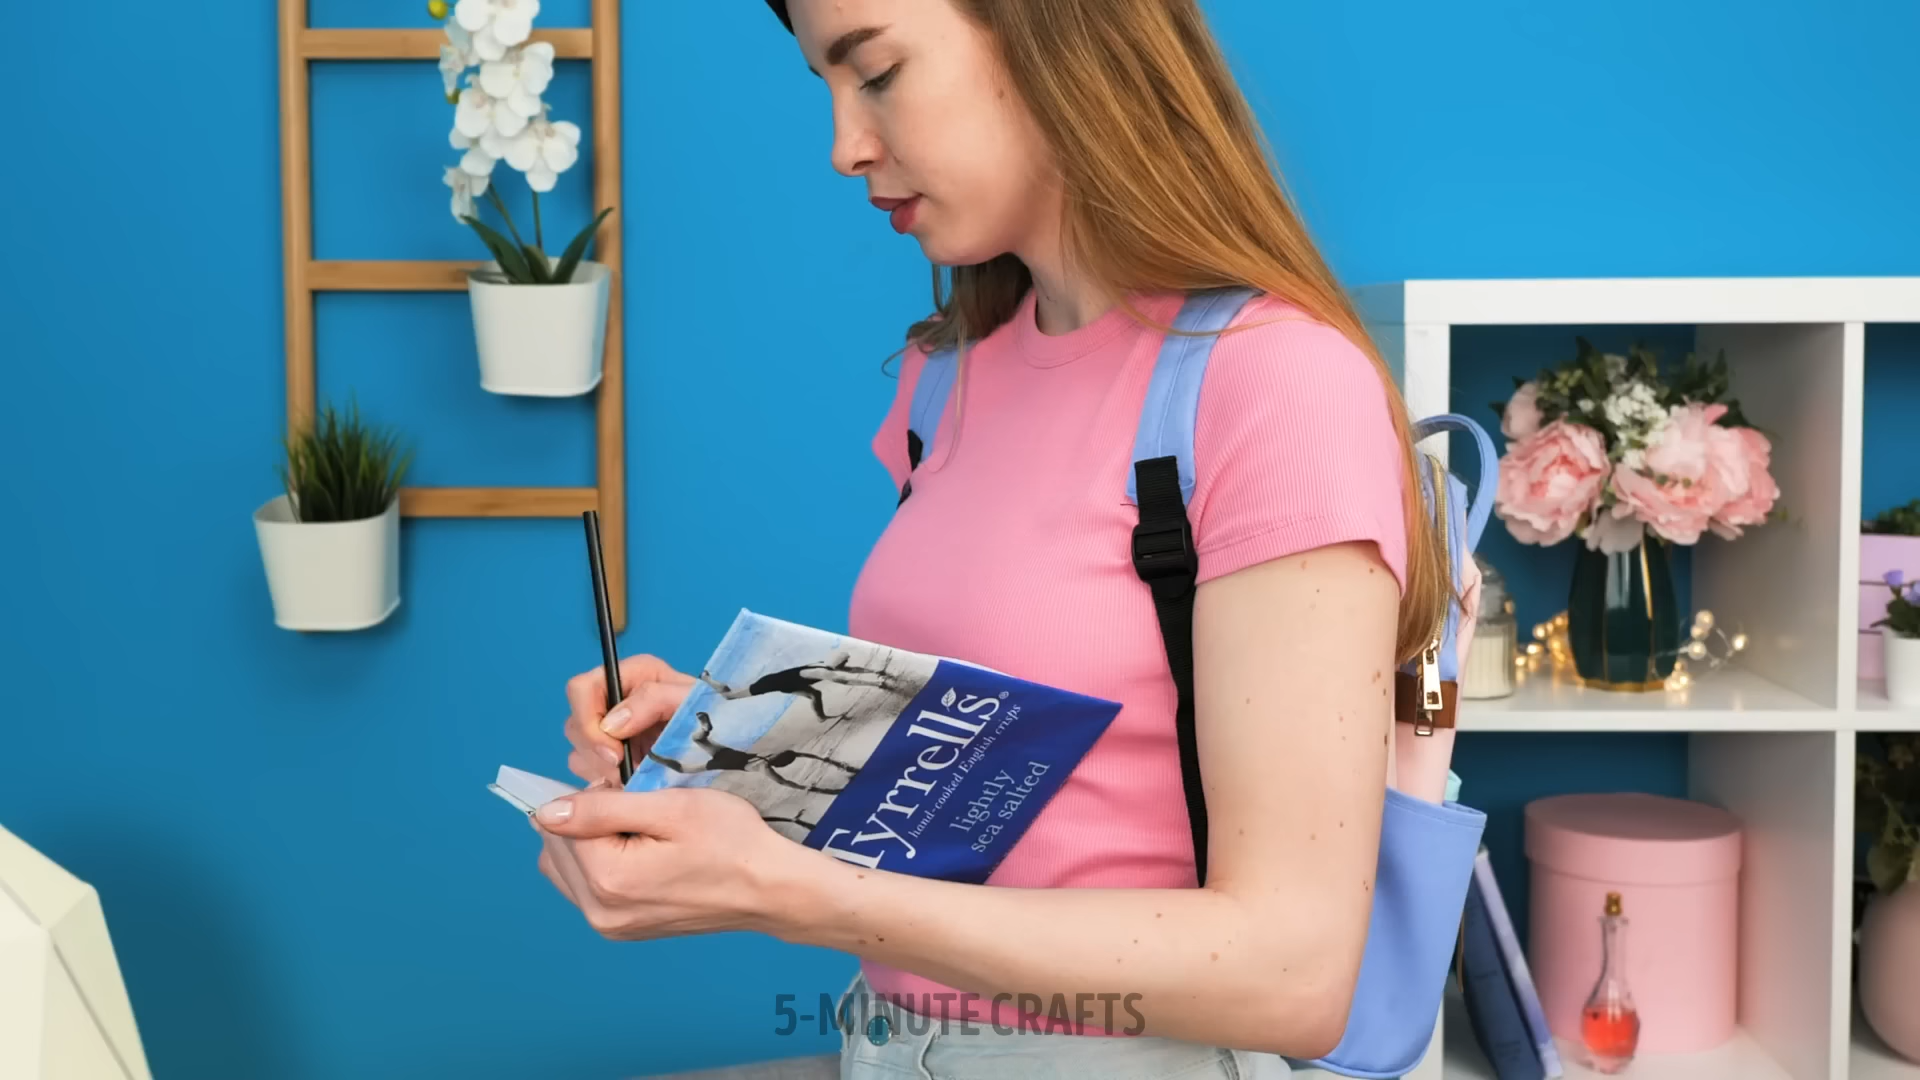 Tyrrells®
hand-cooked English crisps
lightly
sea salted
5-MINUTE CRAFTS